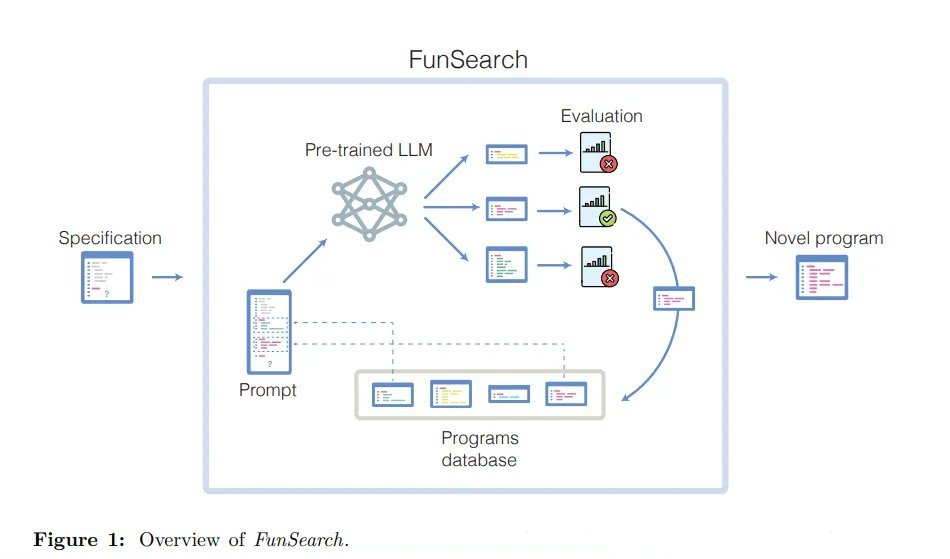 FunSearch
Evaluation
Pre-trained LLM
Specification
Novel program
?
?
Prompt
Programs
database
Figure 1: Overview of FunSearch.